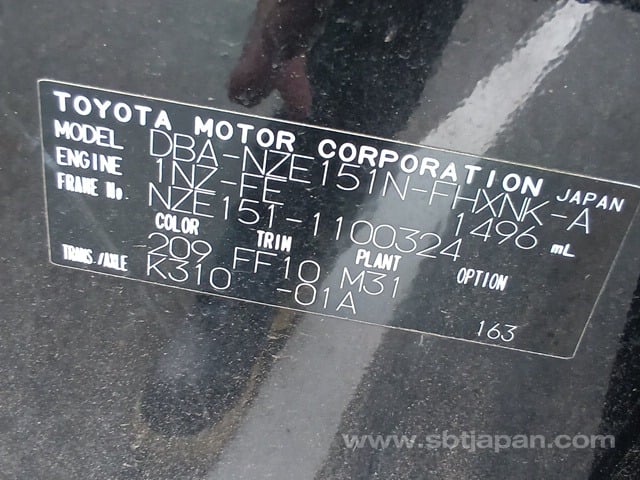 TOYOTA MOTOR CORPORATION JAPAN
MODEL DBA-NZE151N-FHXNK-A
ENGINE 1NZ-FE 1496 mL
FRAME No. NZE151-1100324
COLOR TRIM PLANT OPTION
209 FF10 M31
TRANS./AXLE K310 -01A
163
www.sbtjapan.com